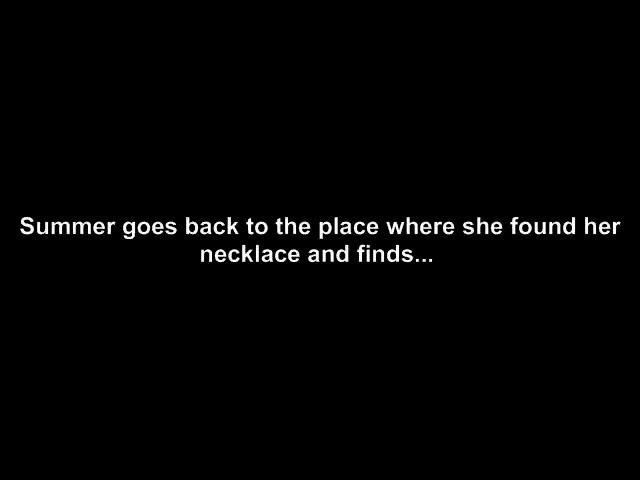 Summer goes back to the place where she found her
necklace and finds...